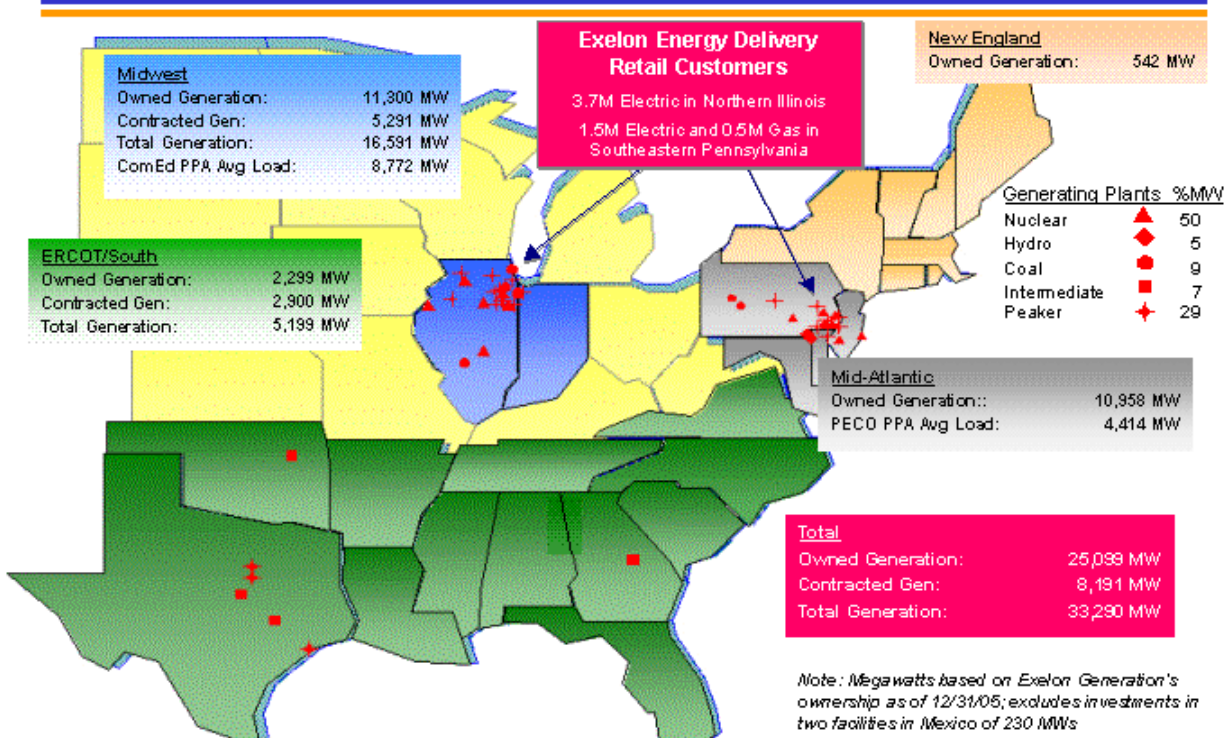 Exelon Energy Delivery
Retail Customers
3.7M Electric in Northern Illinois
1.5M Electric and 0.5M Gas in
Southeastern Pennsylvania
New England
Owned Generation: 542 MW
Midwest
Owned Generation: 11,300 MW
Contracted Gen: 5,291 MW
Total Generation: 16,591 MW
ComEd PPA Avg Load: 8,772 MW
Generating Plants %MW
Nuclear 50
Hydro 5
Coal 9
Intermediate 7
Peaker 29
ERCOT/South
Owned Generation: 2,299 MW
Contracted Gen: 2,900 MW
Total Generation: 5,199 MW
Mid-Atlantic
Owned Generation:: 10,958 MW
PECO PPA Avg Load: 4,414 MW
Total
Owned Generation: 25,099 MW
Contracted Gen: 8,191 MW
Total Generation: 33,290 MW
Note: Megawatts based on Exelon Generation's
ownership as of 12/31/05; excludes investments in
two facilities in Mexico of 230 MWs